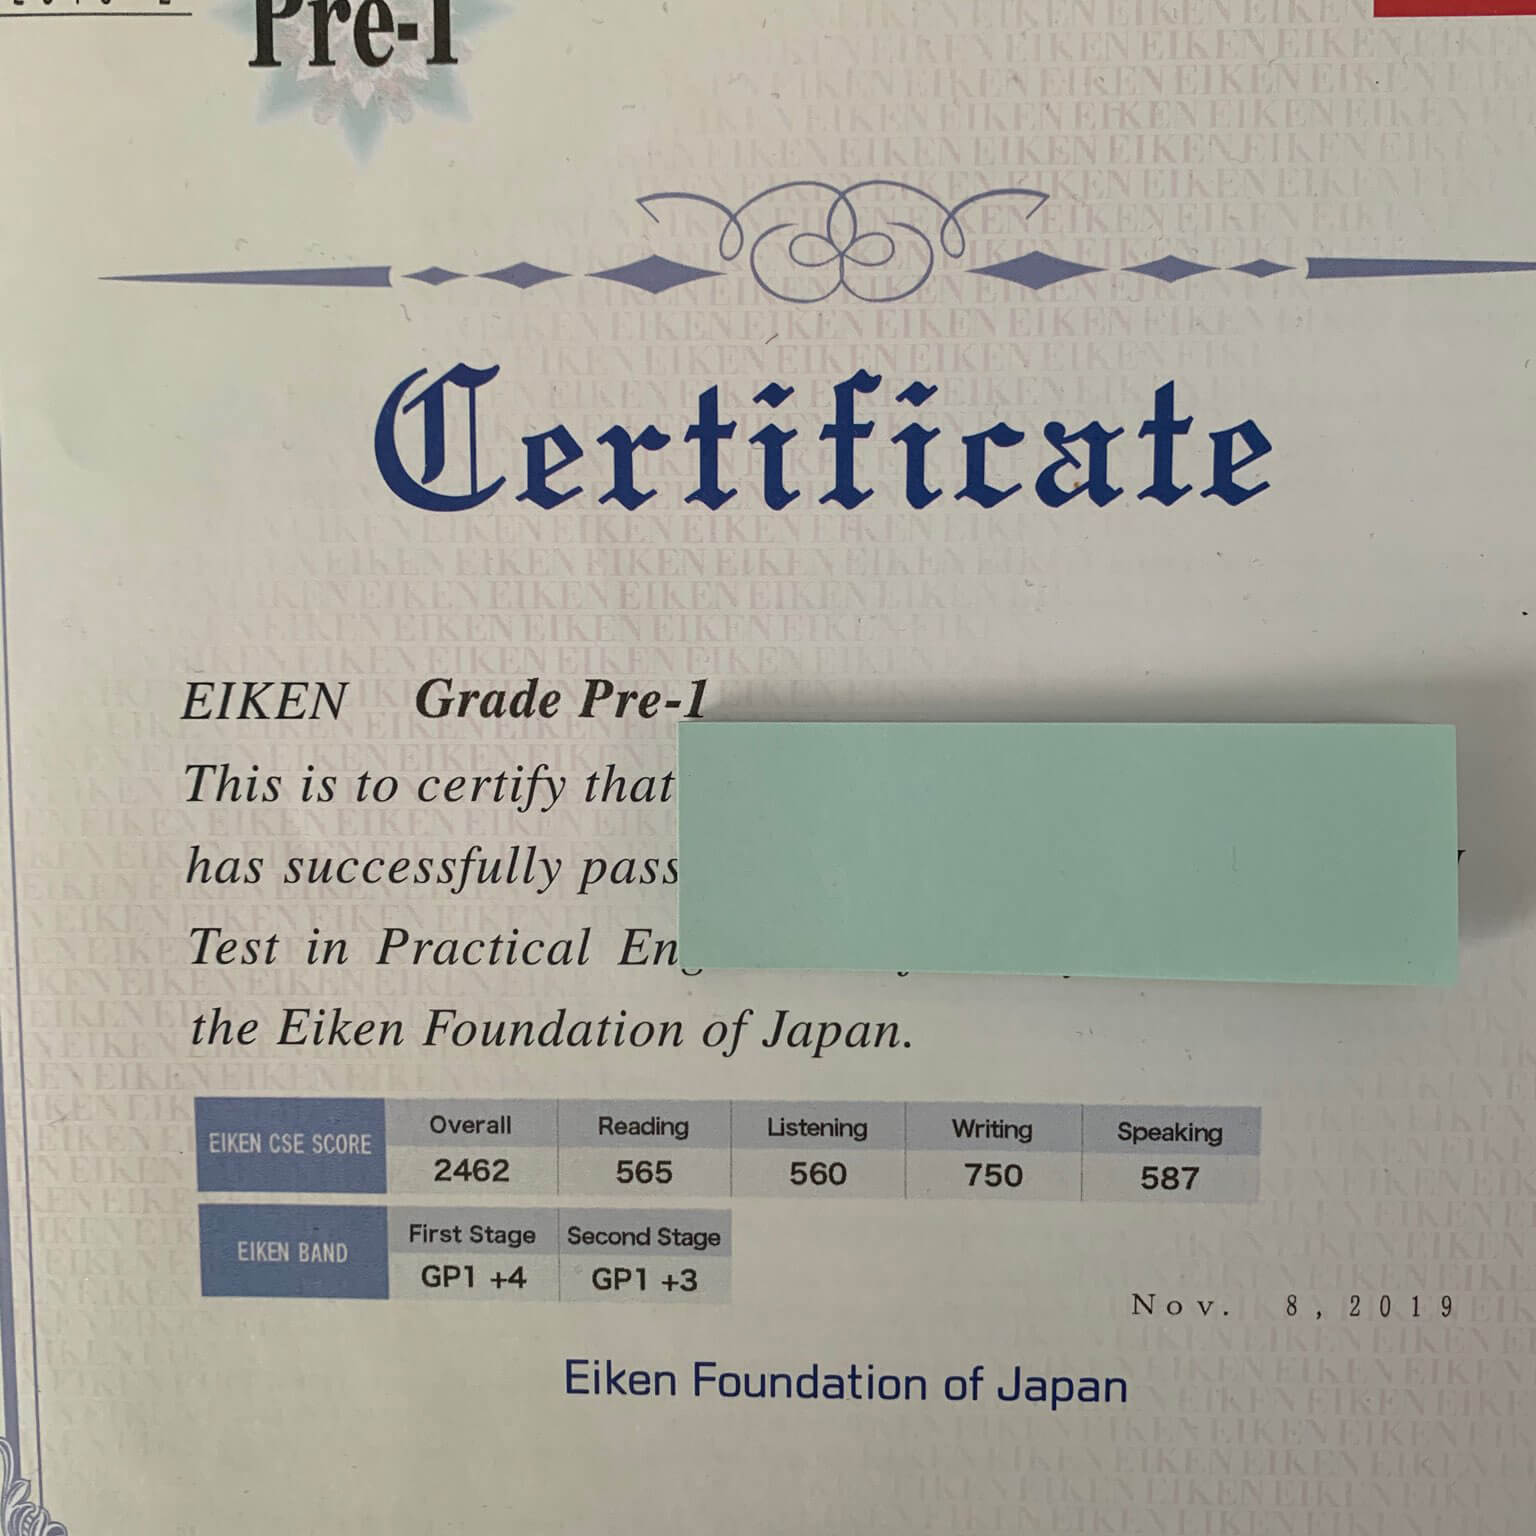 Pre-1
Certificate
EIKEN Grade Pre-1
This is to certify that
has successfully pass
Test in Practical Eng
the Eiken Foundation of Japan.
EIKEN CSE SCORE
Overall Reading Listening Writing Speaking
2462 565 560 750 587
EIKEN BAND
First Stage Second Stage
GP1 +4 GP1 +3
Nov. 8, 2019
Eiken Foundation of Japan